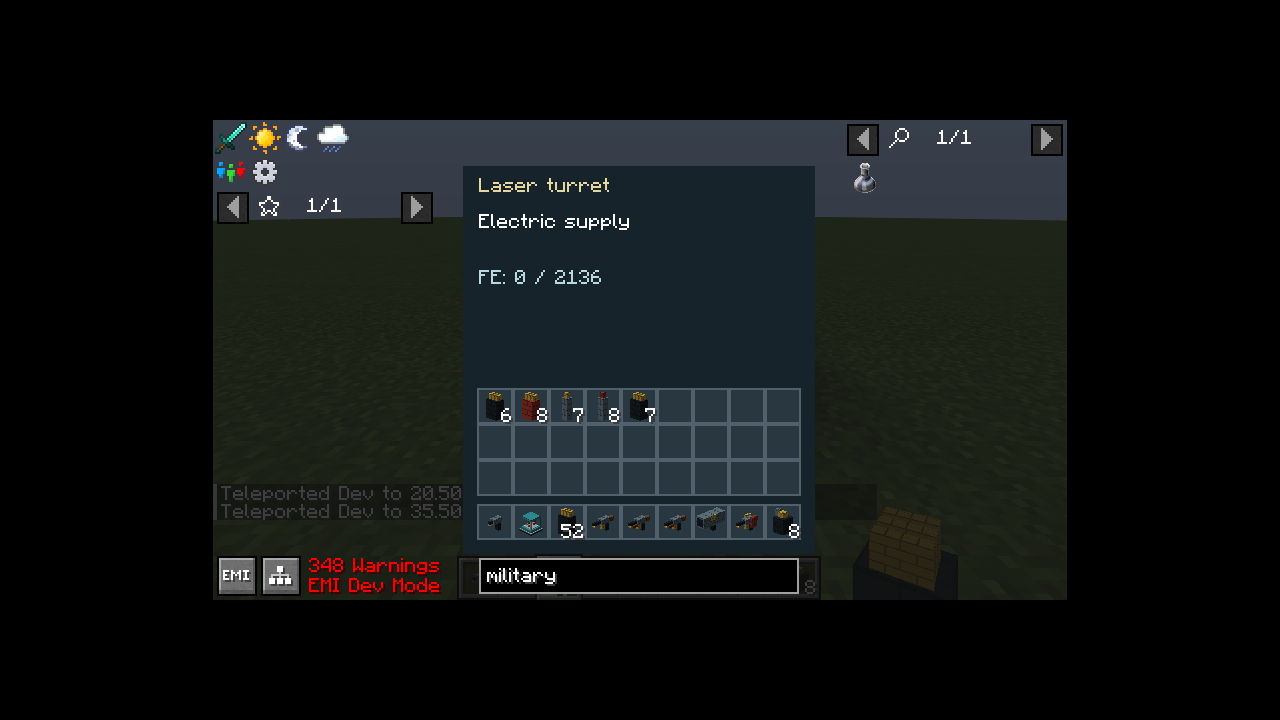 1/1
1/1
Laser turret
Electric supply
FE: 0 / 2136
6 8 7 8 7
Teleported Dev to 20.50
Teleported Dev to 35.50
52 8
EMI
348 Warnings
EMI Dev Mode
military
8